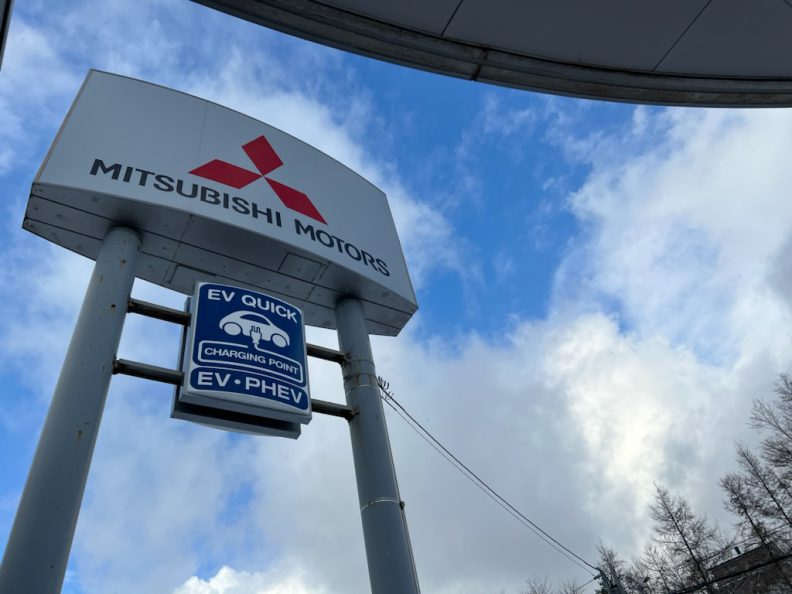 MITSUBISHI MOTORS
EV QUICK
CHARGING POINT
EV・PHEV